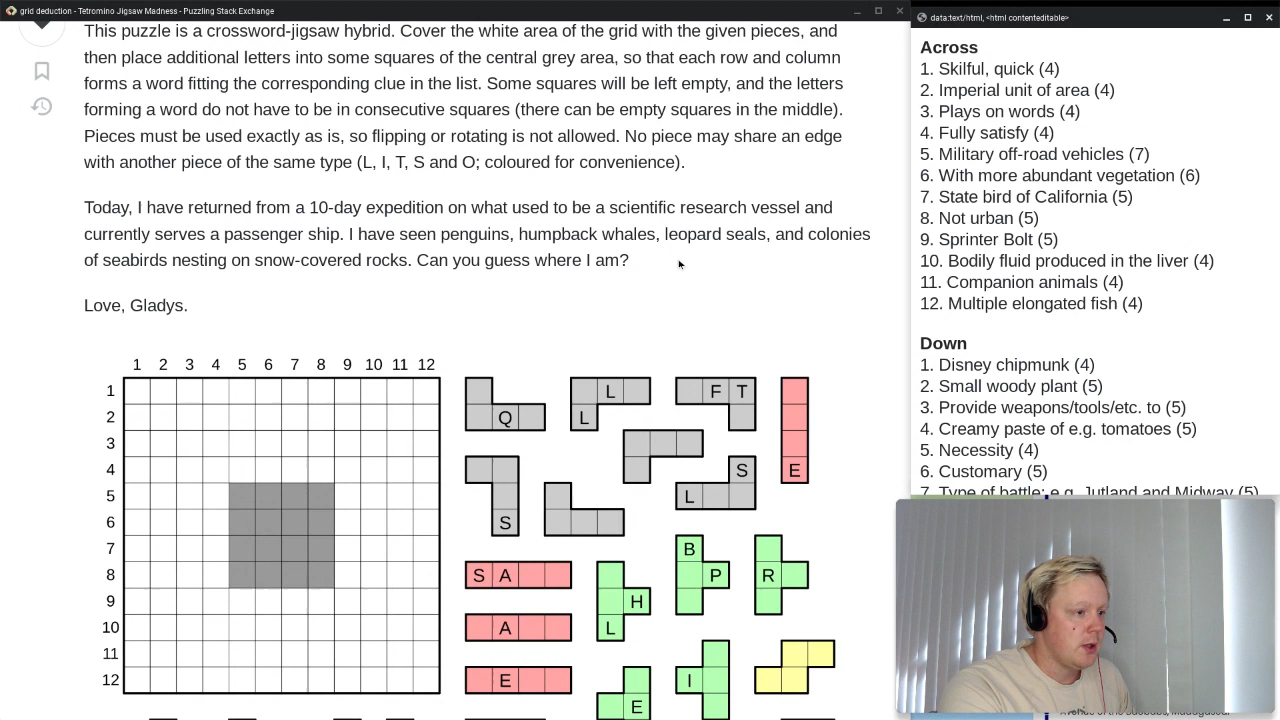 grid deduction - Tetromino Jigsaw Madness - Puzzling Stack Exchange
This puzzle is a crossword-jigsaw hybrid. Cover the white area of the grid with the given pieces, and
then place additional letters into some squares of the central grey area, so that each row and column
forms a word fitting the corresponding clue in the list. Some squares will be left empty, and the letters
forming a word do not have to be in consecutive squares (there can be empty squares in the middle).
Pieces must be used exactly as is, so flipping or rotating is not allowed. No piece may share an edge
with another piece of the same type (L, I, T, S and O; coloured for convenience).
Today, I have returned from a 10-day expedition on what used to be a scientific research vessel and
currently serves a passenger ship. I have seen penguins, humpback whales, leopard seals, and colonies
of seabirds nesting on snow-covered rocks. Can you guess where I am?
Love, Gladys.
1 2 3 4 5 6 7 8 9 10 11 12
1
2
3
4
5
6
7
8
9
10
11
12
L F T
Q L
S E
L
S
B
S A P R
H
A L
E I
E
data:text/html, <html contenteditable>
Across
1. Skilful, quick (4)
2. Imperial unit of area (4)
3. Plays on words (4)
4. Fully satisfy (4)
5. Military off-road vehicles (7)
6. With more abundant vegetation (6)
7. State bird of California (5)
8. Not urban (5)
9. Sprinter Bolt (5)
10. Bodily fluid produced in the liver (4)
11. Companion animals (4)
12. Multiple elongated fish (4)
Down
1. Disney chipmunk (4)
2. Small woody plant (5)
3. Provide weapons/tools/etc. to (5)
4. Creamy paste of e.g. tomatoes (5)
5. Necessity (4)
6. Customary (5)
7. Type of battle: e.g. Jutland and Midway (5)